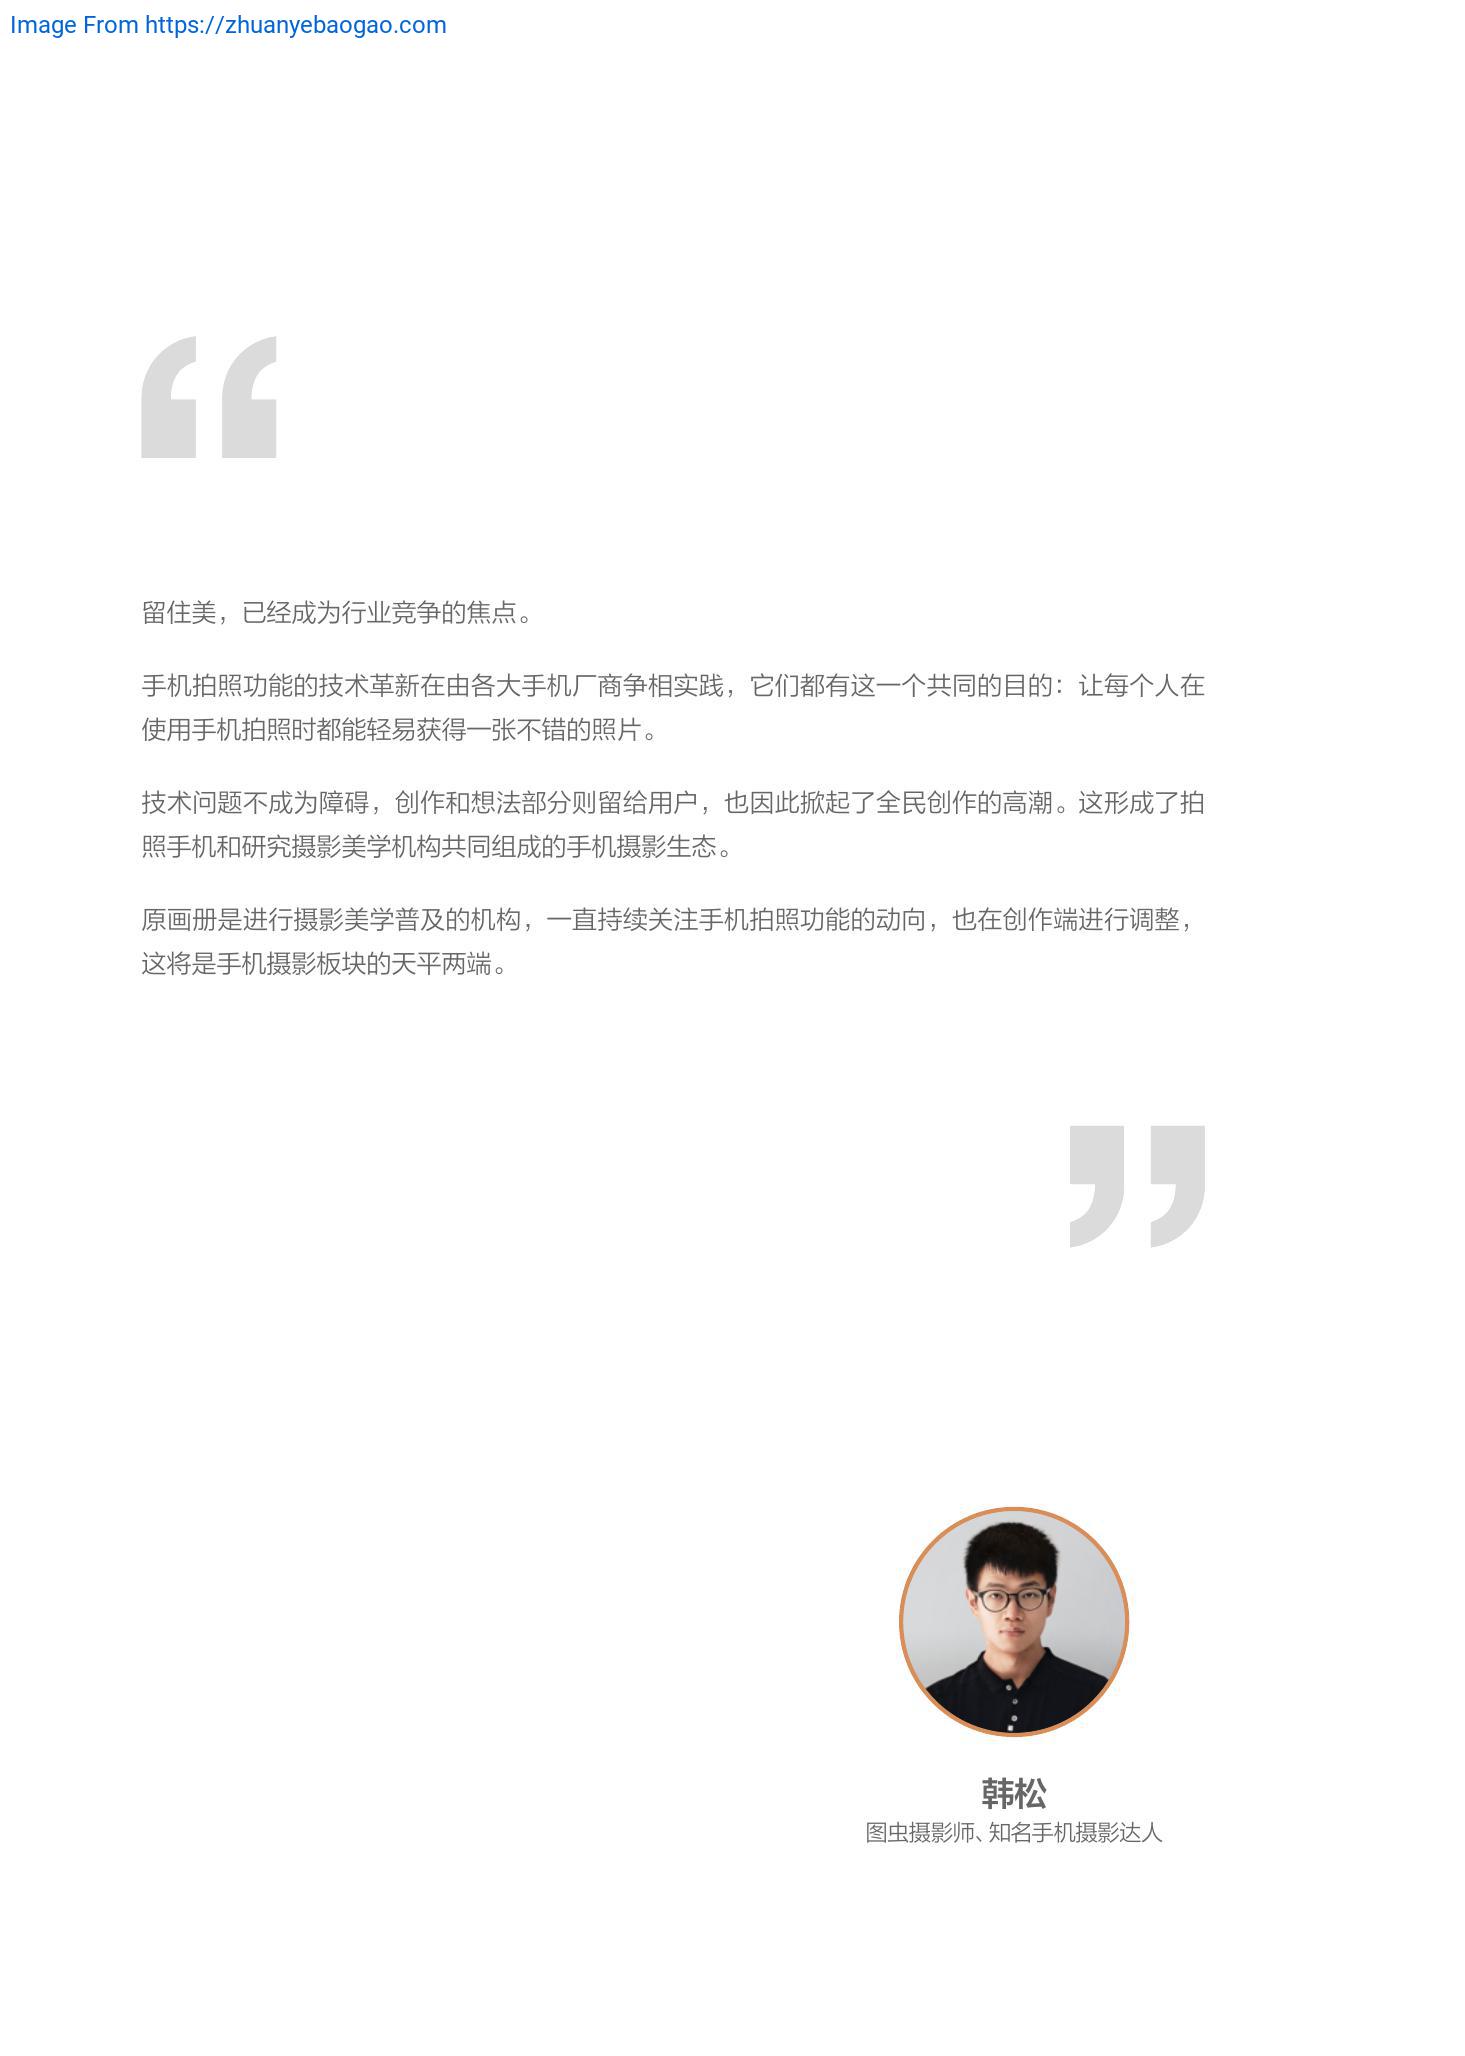 Image From https://zhuanyebaogao.com
留住美，已经成为行业竞争的焦点。
手机拍照功能的技术革新在由各大手机厂商争相实践，它们都有这一个共同的目的：让每个人在
使用手机拍照时都能轻易获得一张不错的照片。
技术问题不成为障碍，创作和想法部分则留给用户，也因此掀起了全民创作的高潮。这形成了拍
照手机和研究摄影美学机构共同组成的手机摄影生态。
原画册是进行摄影美学普及的机构，一直持续关注手机拍照功能的动向，也在创作端进行调整，
这将是手机摄影板块的天平两端。
韩松
图虫摄影师、知名手机摄影达人